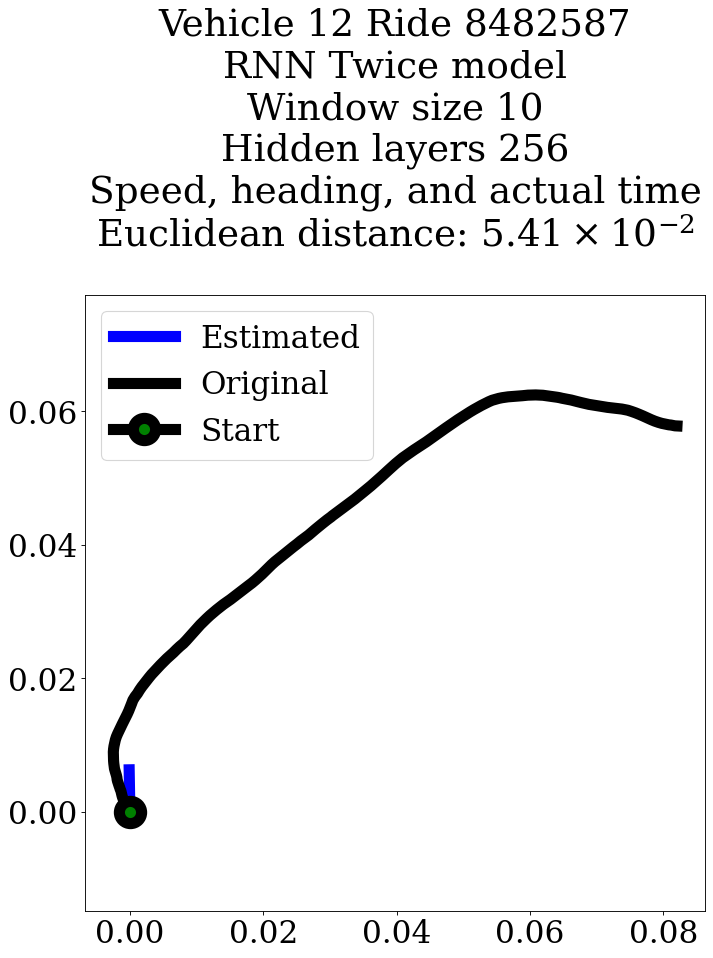 Vehicle 12 Ride 8482587
RNN Twice model
Window size 10
Hidden layers 256
Speed, heading, and actual time
Euclidean distance: 5.41 × 10⁻²
Estimated
Original
Start
0.06
0.04
0.02
0.00
0.00 0.02 0.04 0.06 0.08